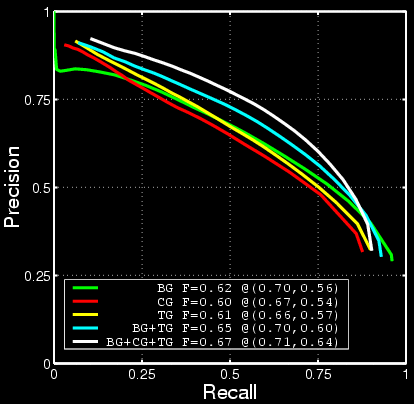 1
0.75
Precision
0.5
0.25
BG F=0.62 @(0.70,0.56)
CG F=0.60 @(0.67,0.54)
TG F=0.61 @(0.66,0.57)
BG+TG F=0.65 @(0.70,0.60)
BG+CG+TG F=0.67 @(0.71,0.64)
0
0 0.25 0.5 0.75 1
Recall